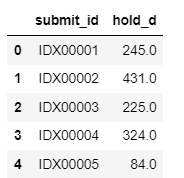 submit_id hold_d
0 IDX00001 245.0
1 IDX00002 431.0
2 IDX00003 225.0
3 IDX00004 324.0
4 IDX00005 84.0